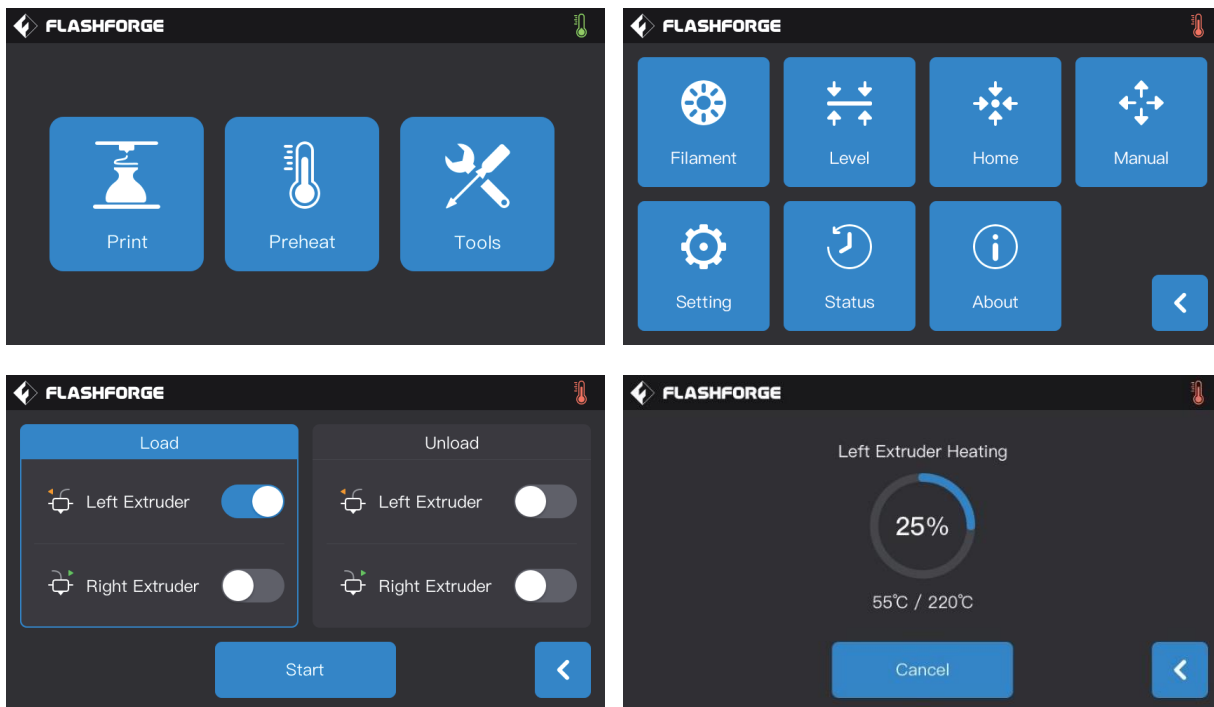 FLASHFORGE
Print Preheat Tools
FLASHFORGE
Filament Level Home Manual
Setting Status About
FLASHFORGE
Load Unload
Left Extruder Left Extruder
Right Extruder Right Extruder
Start
FLASHFORGE
Left Extruder Heating
25%
55℃ / 220℃
Cancel